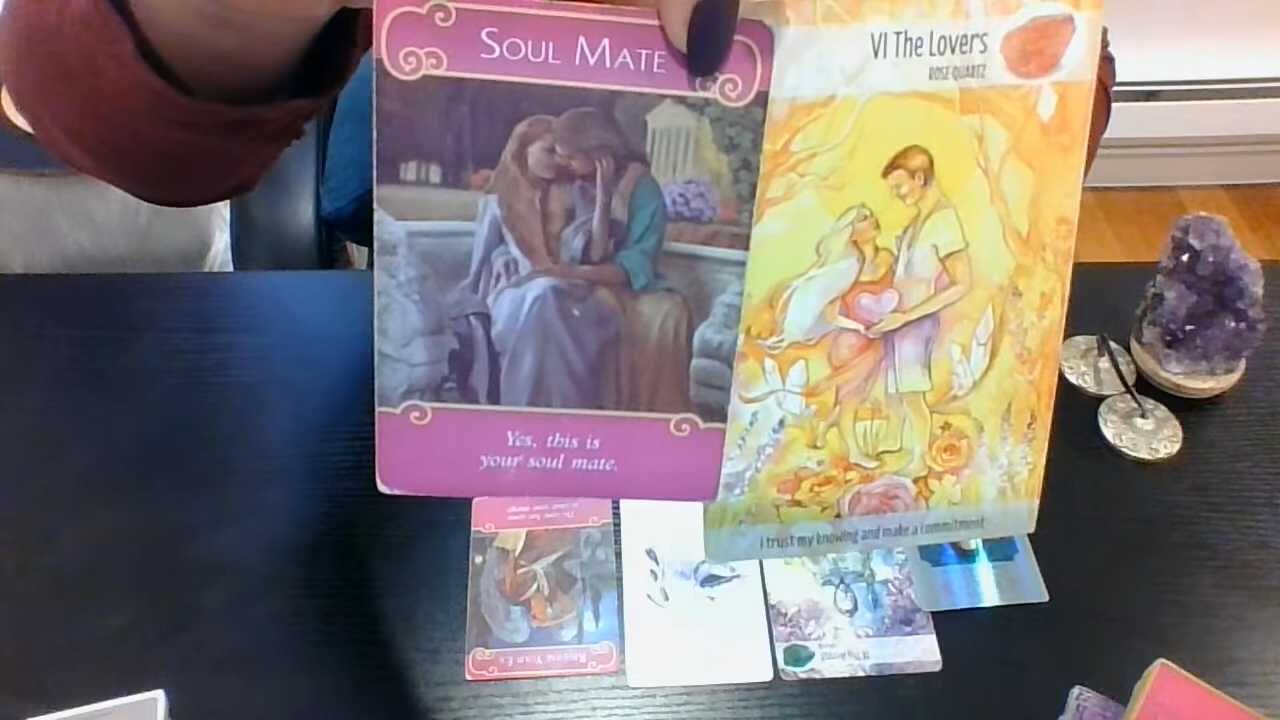 SOUL MATE
Yes, this is
your soul mate.
VI The Lovers
ROSE QUARTZ
I trust my knowing and make a commitment